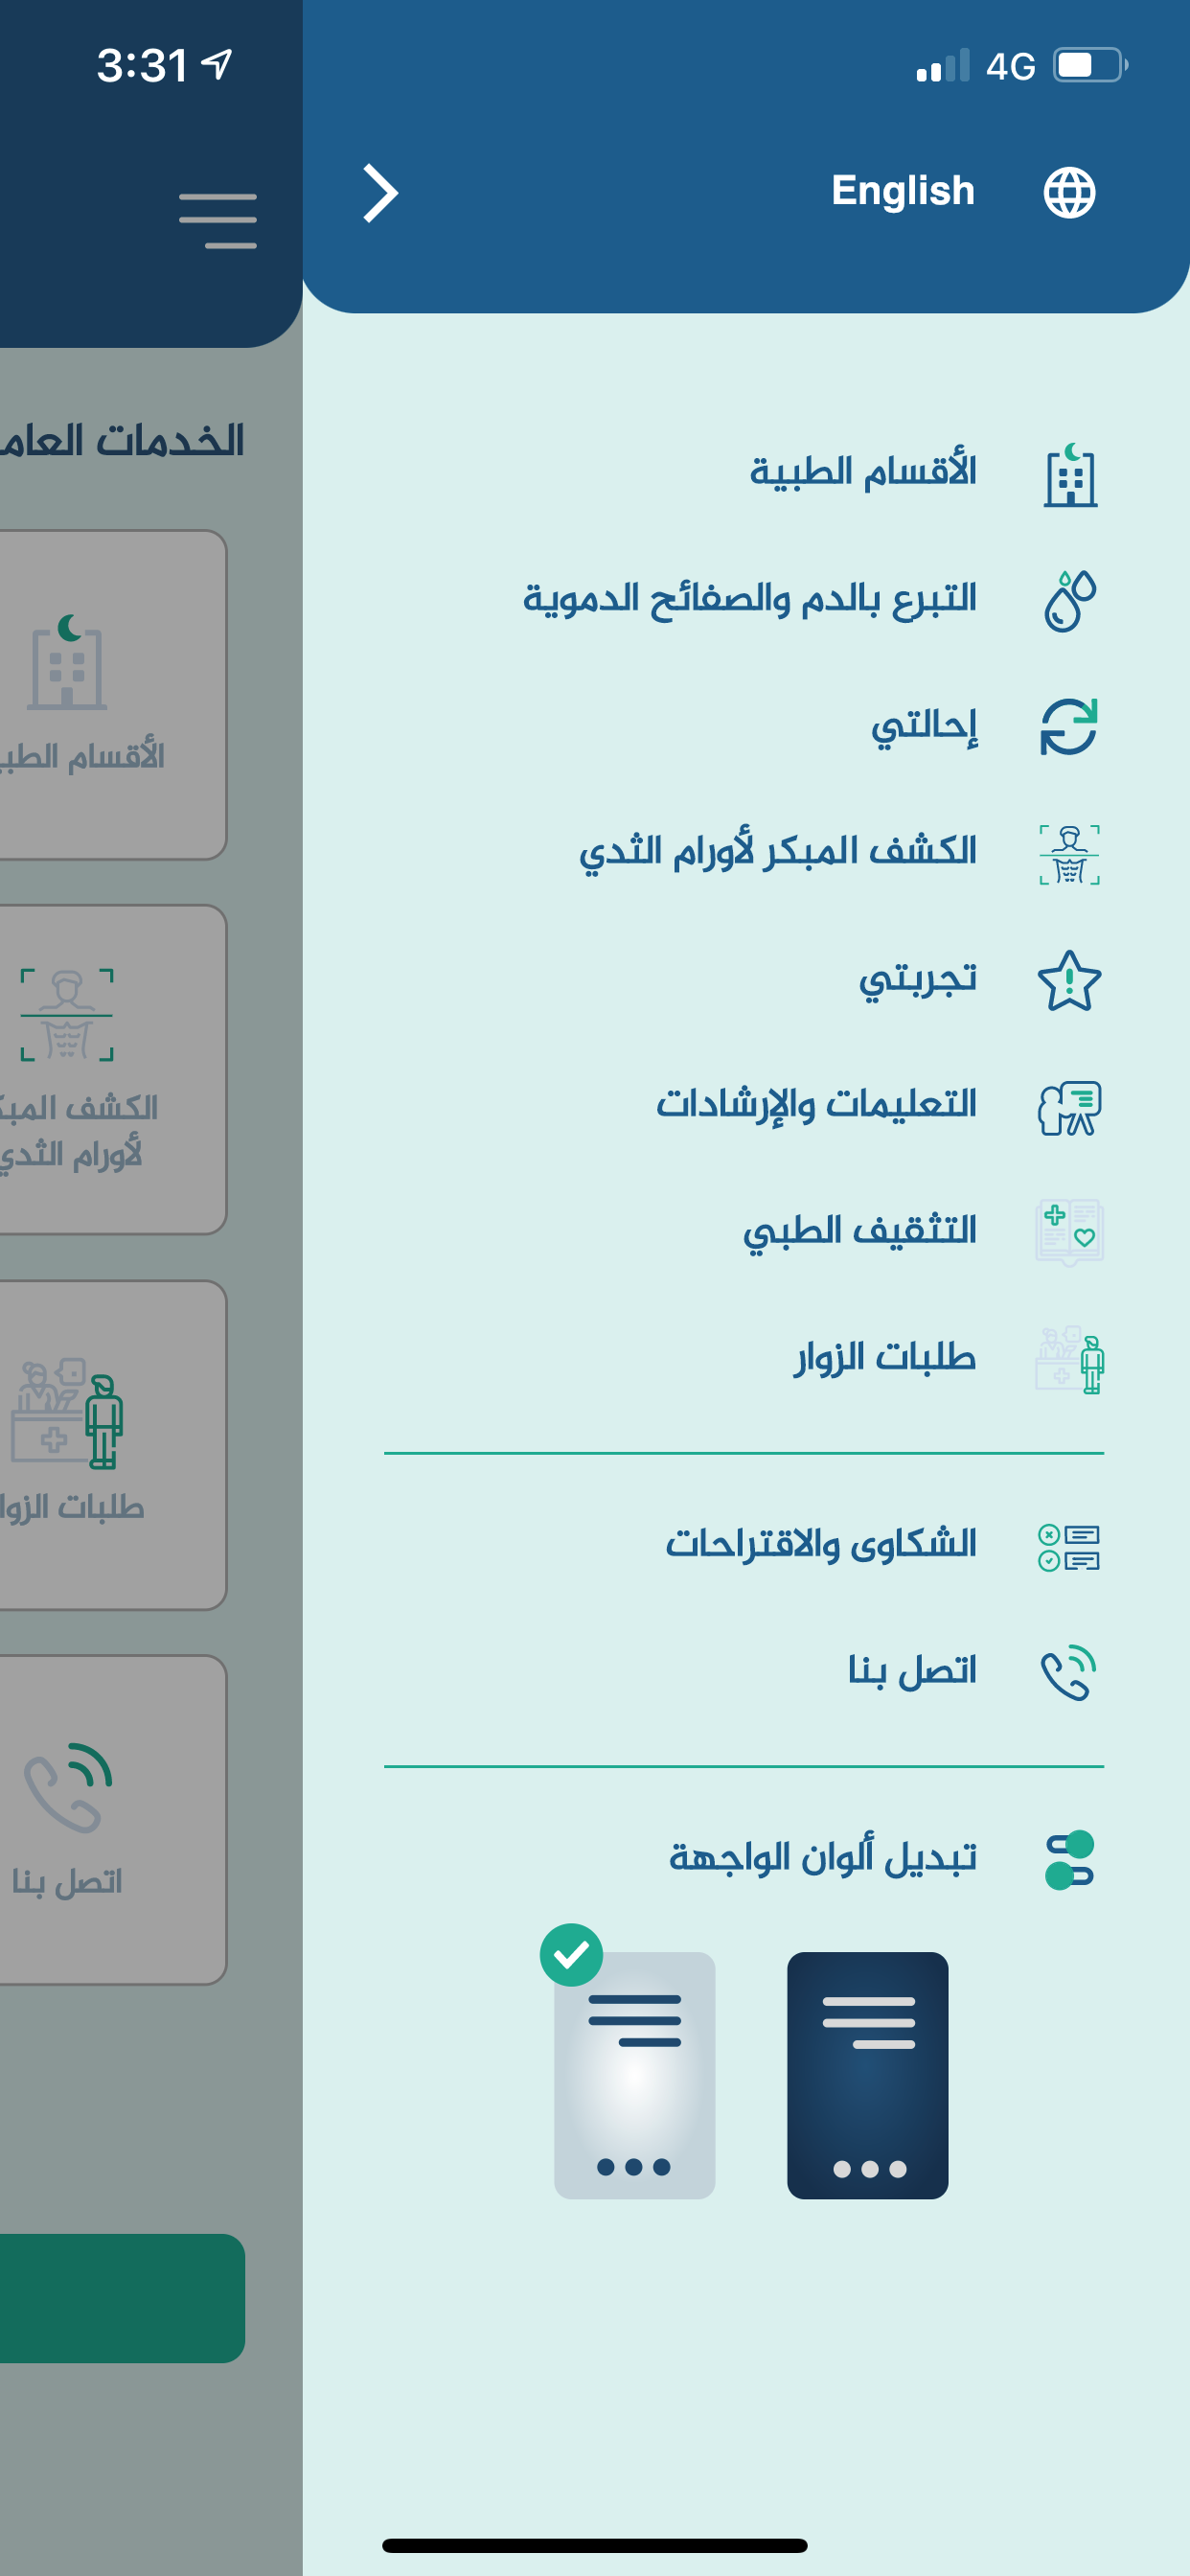 3:31
4G
English
الأقسام الطبية
التبرع بالدم والصفائح الدموية
إحالتي
الكشف المبكر لأورام الثدي
تجربتي
التعليمات والإرشادات
التثقيف الطبي
طلبات الزوار
الشكاوى والاقتراحات
اتصل بنا
تبديل ألوان الواجهة
الخدمات العام
الأقسام الطبي
الكشف المبك
لأورام الثدي
طلبات الزوا
اتصل بنا